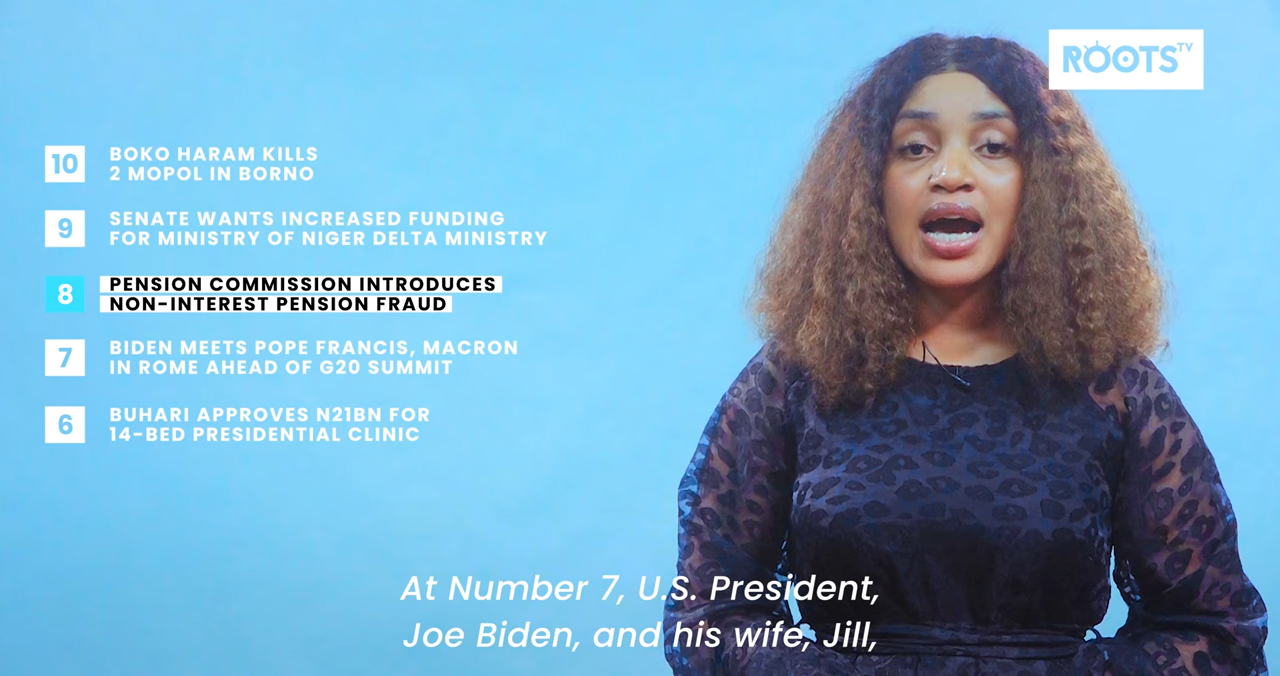 ROOTS TV
10
BOKO HARAM KILLS
2 MOPOL IN BORNO
9
SENATE WANTS INCREASED FUNDING
FOR MINISTRY OF NIGER DELTA MINISTRY
8
PENSION COMMISSION INTRODUCES
NON-INTEREST PENSION FRAUD
7
BIDEN MEETS POPE FRANCIS, MACRON
IN ROME AHEAD OF G20 SUMMIT
6
BUHARI APPROVES N21BN FOR
14-BED PRESIDENTIAL CLINIC
At Number 7, U.S. President,
Joe Biden, and his wife, Jill,